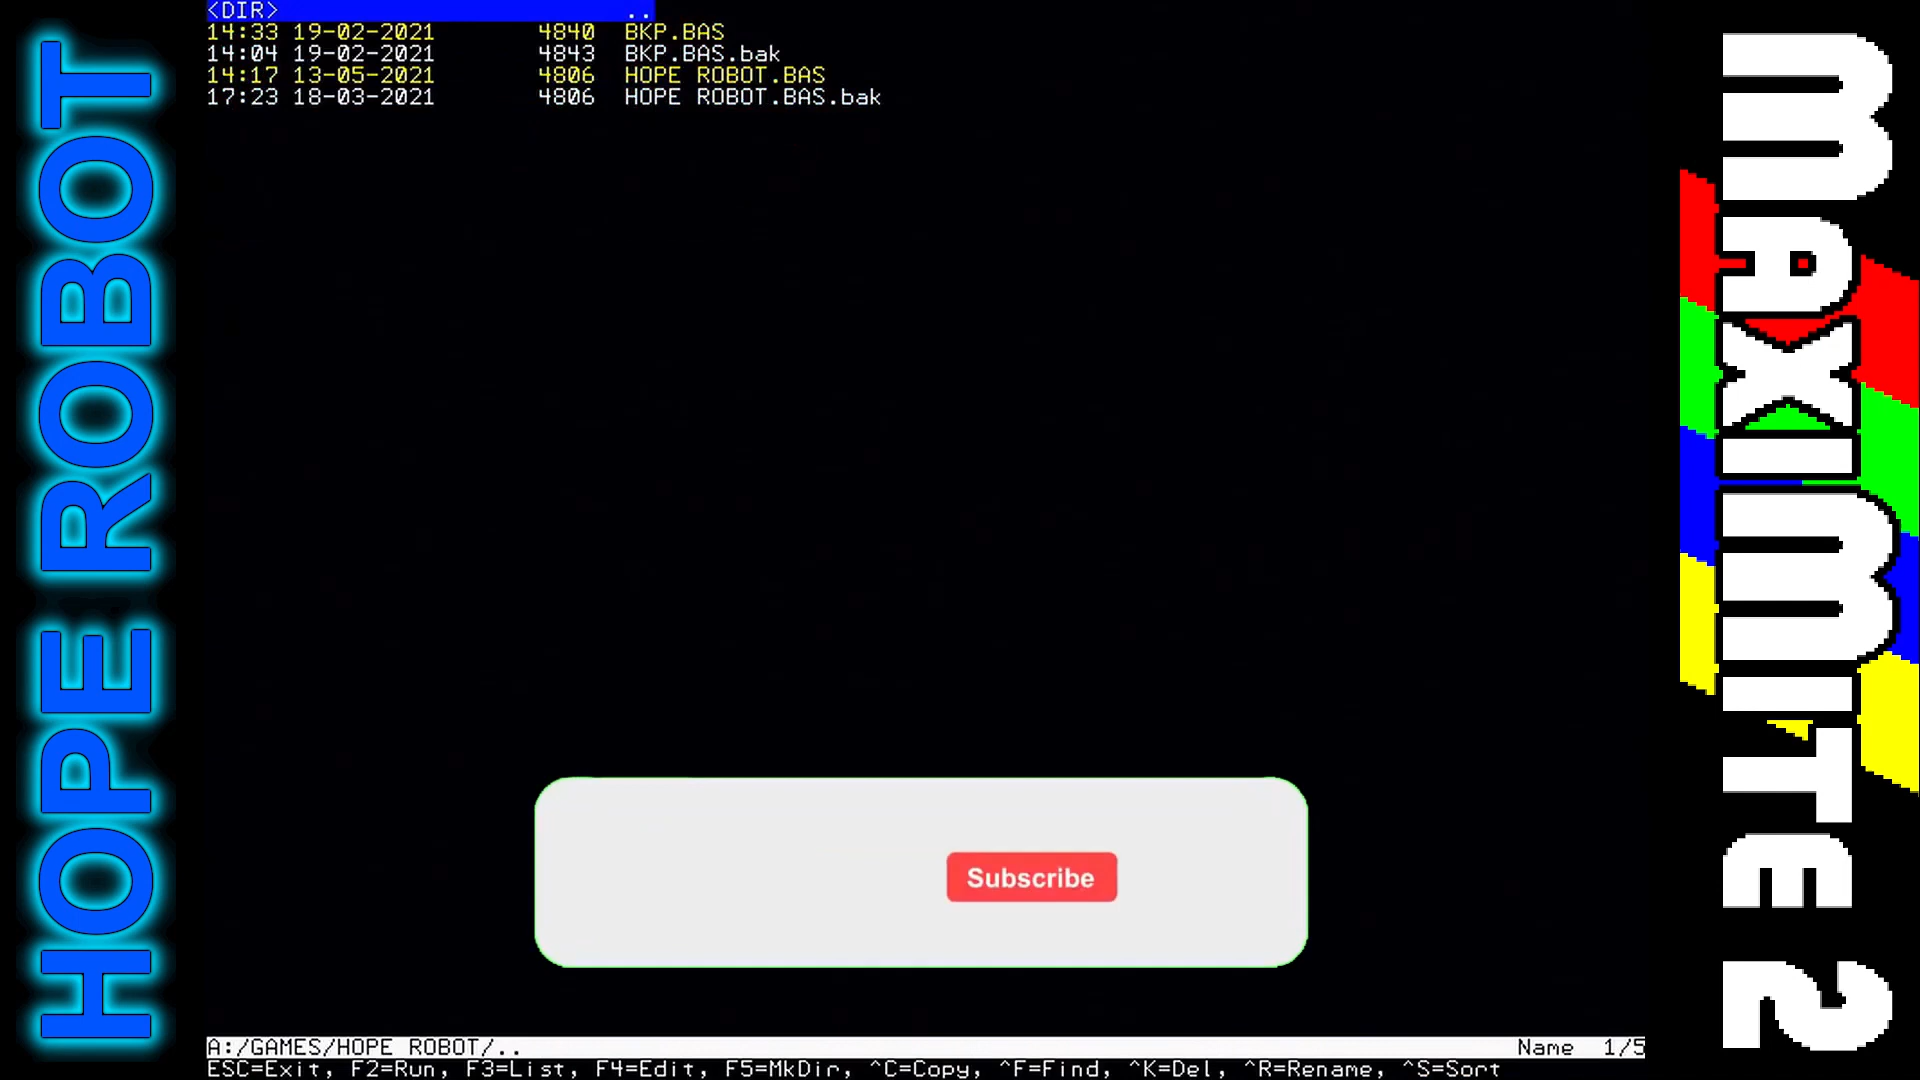 HOPE ROBOT
<DIR> ..
14:33 19-02-2021 4840 BKP.BAS
14:04 19-02-2021 4843 BKP.BAS.bak
14:17 13-05-2021 4806 HOPE ROBOT.BAS
17:23 18-03-2021 4806 HOPE ROBOT.BAS.bak
Subscribe
A:/GAMES/HOPE ROBOT/.. Name 1/5
ESC=Exit, F2=Run, F3=List, F4=Edit, F5=MkDir, ^C=Copy, ^F=Find, ^K=Del, ^R=Rename, ^S=Sort
maXiMiTE 2